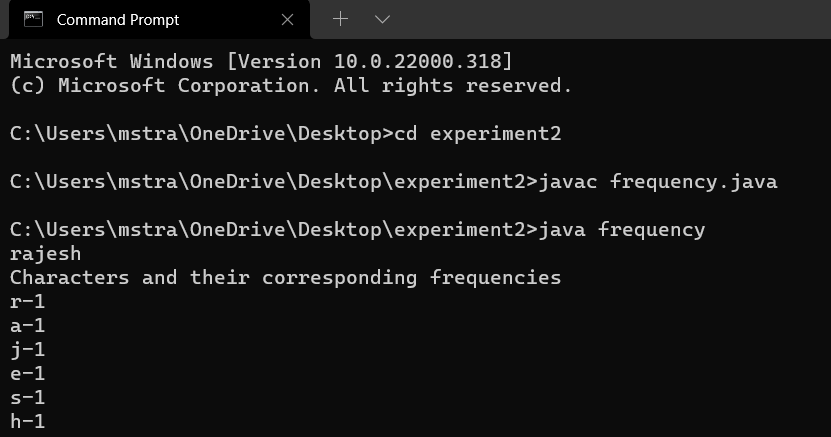 Command Prompt
Microsoft Windows [Version 10.0.22000.318]
(c) Microsoft Corporation. All rights reserved.
C:\Users\mstra\OneDrive\Desktop>cd experiment2
C:\Users\mstra\OneDrive\Desktop\experiment2>javac frequency.java
C:\Users\mstra\OneDrive\Desktop\experiment2>java frequency
rajesh
Characters and their corresponding frequencies
r-1
a-1
j-1
e-1
s-1
h-1